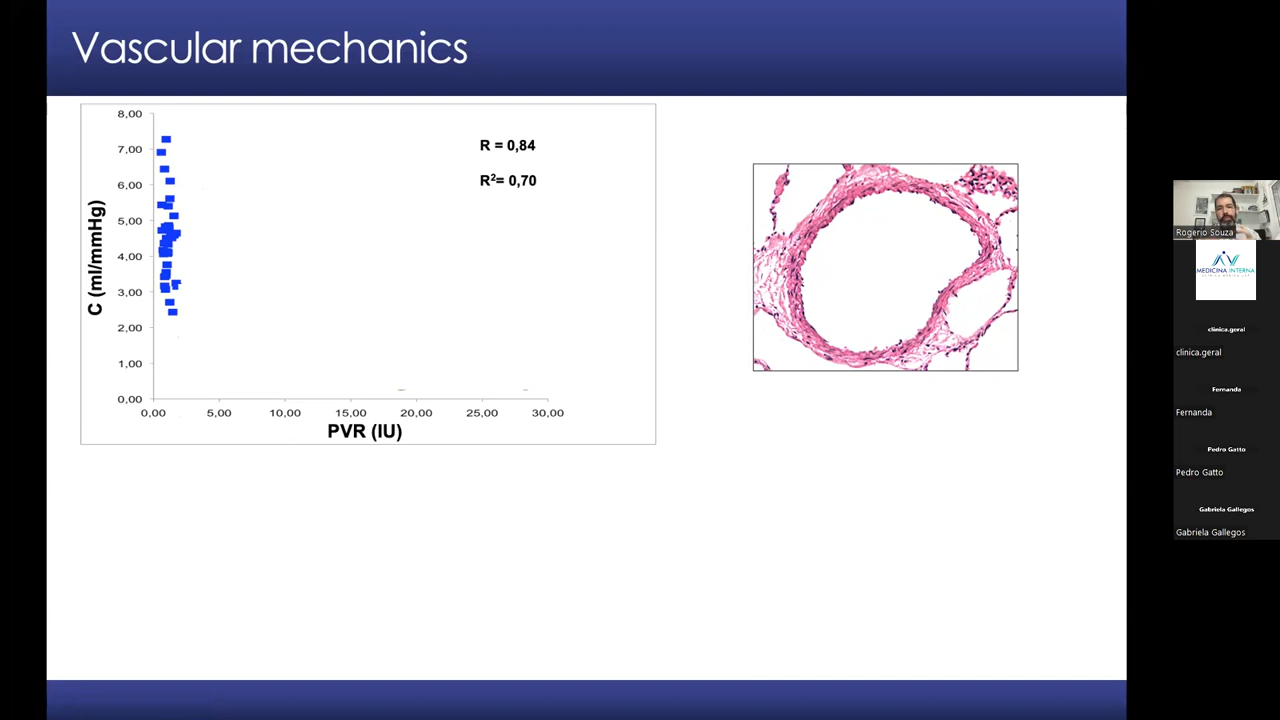 Vascular mechanics
8,00
7,00
6,00
5,00
4,00
3,00
2,00
1,00
0,00
C (ml/mmHg)
R = 0,84
R²= 0,70
0,00 5,00 10,00 15,00 20,00 25,00 30,00
PVR (IU)
Rogerio Souza
MEDICINA INTERNA
clinica.geral
clinica.geral
Fernanda
Fernanda
Pedro Gatto
Pedro Gatto
Gabriela Gallegos
Gabriela Gallegos